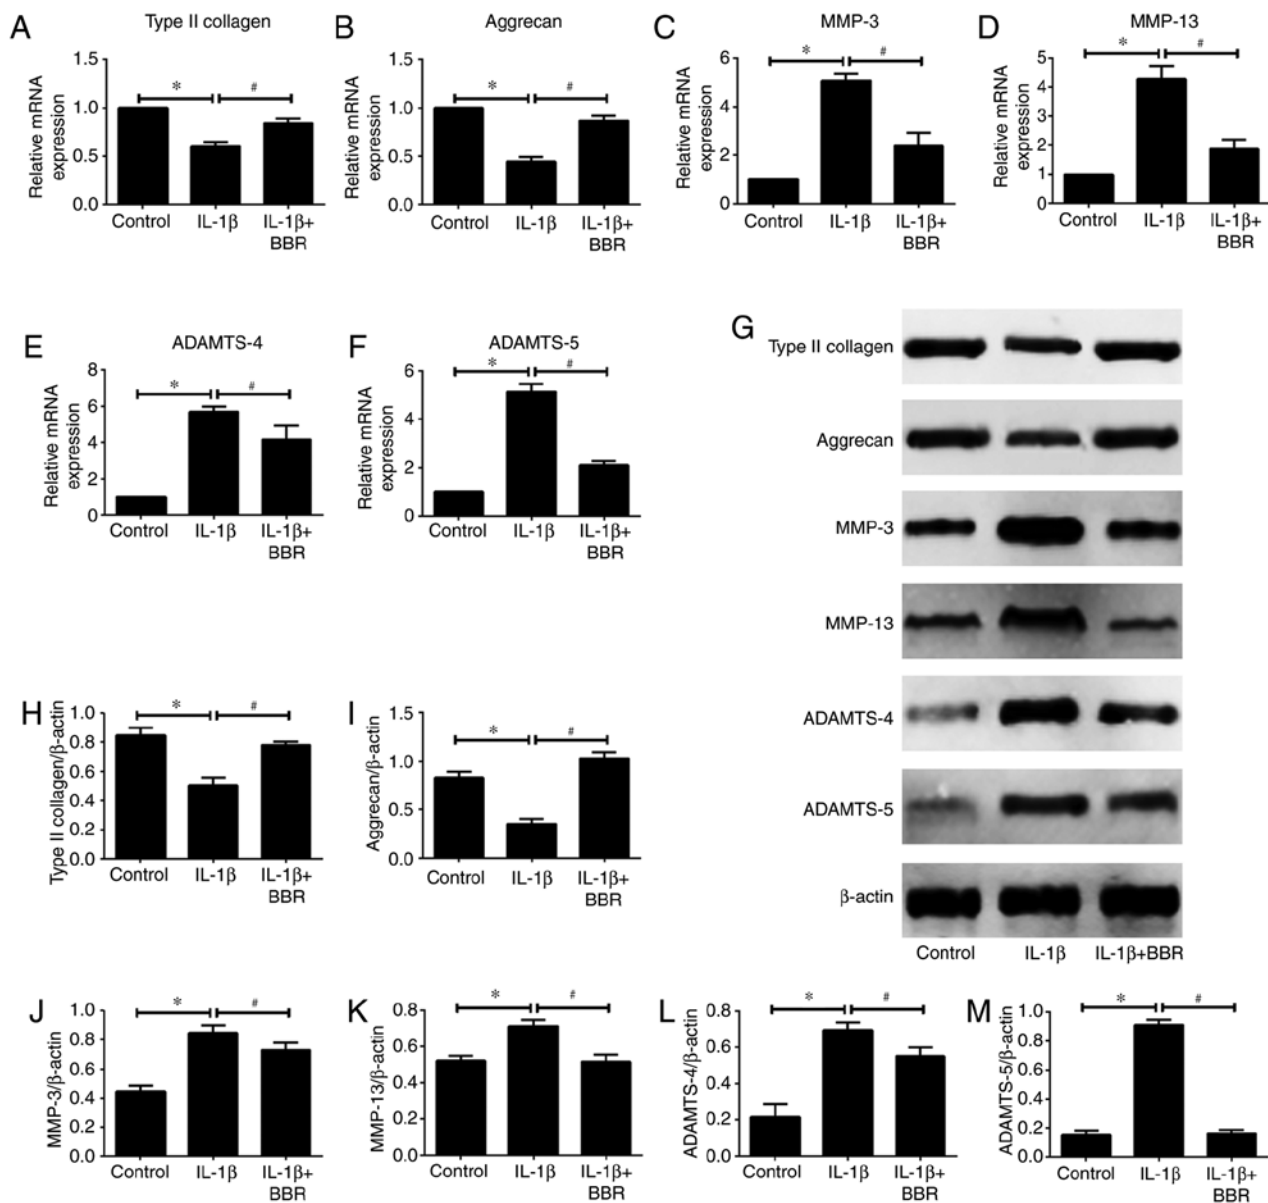 A
Type II collagen
Relative mRNA
expression
1.5
1.0
0.5
0.0
*
#
Control
IL-1β
IL-1β+
BBR
B
Aggrecan
Relative mRNA
expression
1.5
1.0
0.5
0.0
*
#
Control
IL-1β
IL-1β+
BBR
C
MMP-3
Relative mRNA
expression
6
4
2
0
*
#
Control
IL-1β
IL-1β+
BBR
D
MMP-13
Relative mRNA
expression
5
4
3
2
1
0
*
#
Control
IL-1β
IL-1β+
BBR
E
ADAMTS-4
Relative mRNA
expression
8
6
4
2
0
*
#
Control
IL-1β
IL-1β+
BBR
F
ADAMTS-5
Relative mRNA
expression
6
4
2
0
*
#
Control
IL-1β
IL-1β+
BBR
G
Type II collagen
Aggrecan
MMP-3
MMP-13
ADAMTS-4
ADAMTS-5
β-actin
Control IL-1β IL-1β+BBR
H
Type II collagen/β-actin
1.0
0.8
0.6
0.4
0.2
0.0
*
#
Control
IL-1β
IL-1β+
BBR
I
Aggrecan/β-actin
1.5
1.0
0.5
0.0
*
#
Control
IL-1β
IL-1β+
BBR
J
MMP-3/β-actin
1.0
0.8
0.6
0.4
0.2
0.0
*
#
Control
IL-1β
IL-1β+
BBR
K
MMP-13/β-actin
0.8
0.6
0.4
0.2
0.0
*
#
Control
IL-1β
IL-1β+
BBR
L
ADAMTS-4/β-actin
0.8
0.6
0.4
0.2
0.0
*
#
Control
IL-1β
IL-1β+
BBR
M
ADAMTS-5/β-actin
1.0
0.8
0.6
0.4
0.2
0.0
*
#
Control
IL-1β
IL-1β+
BBR